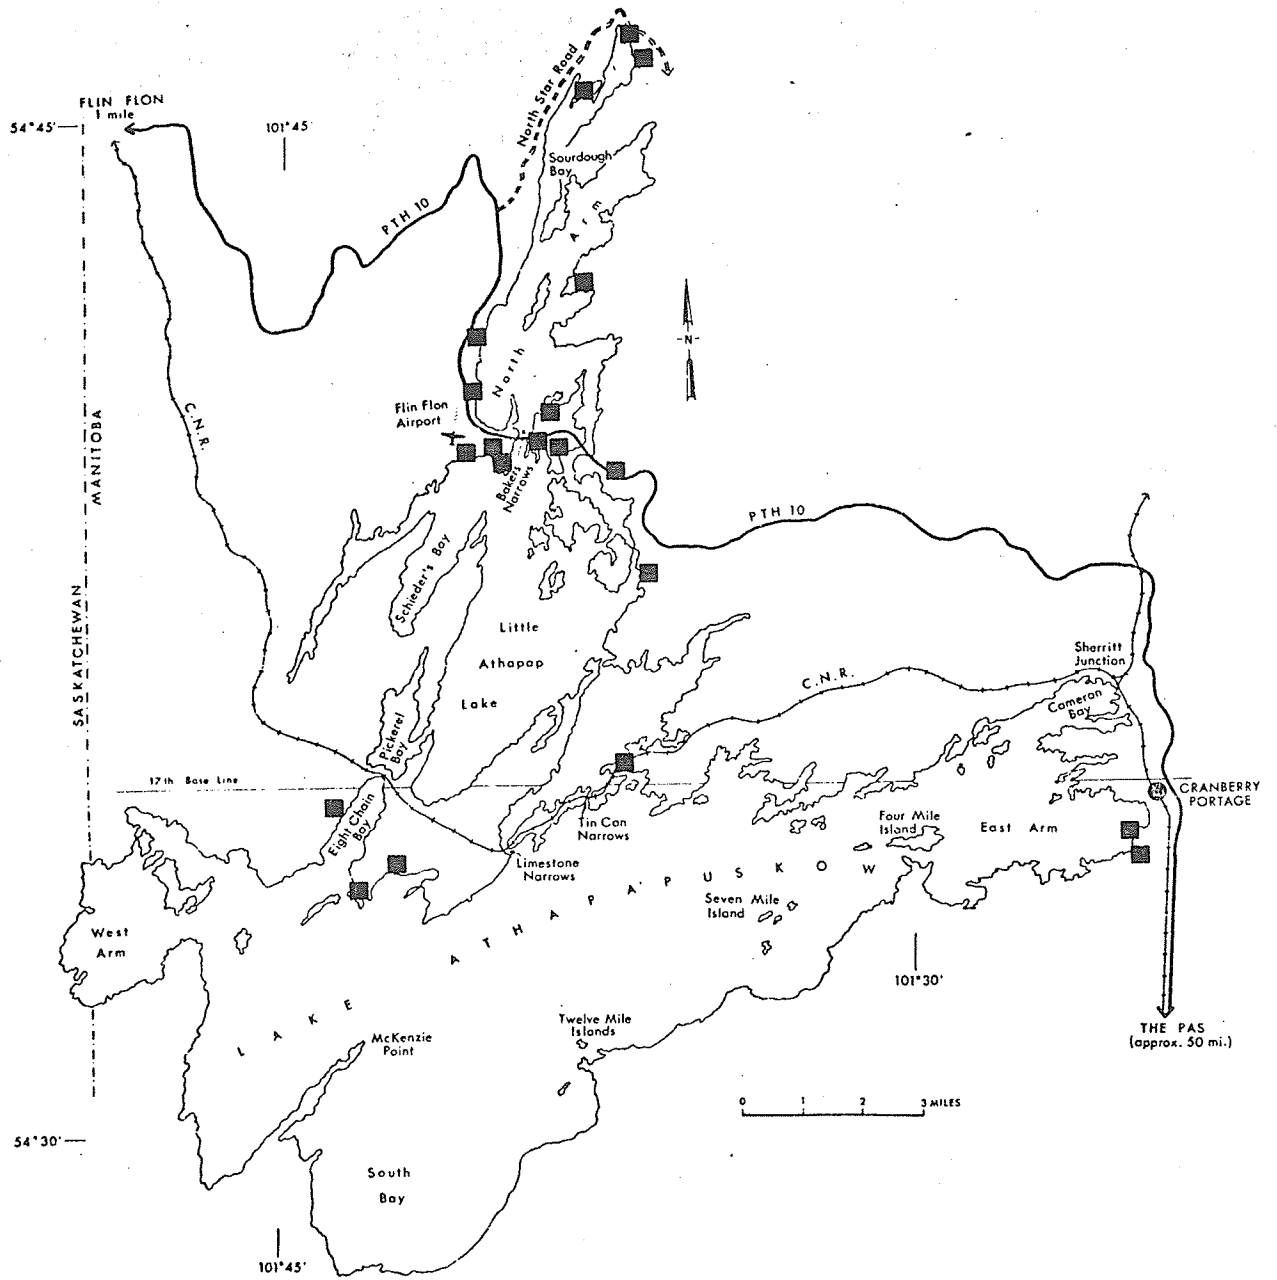 FLIN FLON
1 mile
54°45'
101°45'
North Star Road
Sourdough
Bay
Arm
PTH 10
-N-
North
Flin Flon
Airport
C.N.R.
MANITOBA
SASKATCHEWAN
Bakers
Narrows
PTH 10
Schieder's Bay
Little
Athapap
Lake
Sherritt
Junction
C.N.R.
Cameron
Bay
Pickerel
Bay
17th Base Line
CRANBERRY
PORTAGE
Eight Chain
Bay
Tin Can
Narrows
Four Mile
Island
East Arm
Limestone
Narrows
Seven Mile
Island
LAKE ATHAPAPUSKOW
West
Arm
101°30'
Twelve Mile
Islands
McKenzie
Point
THE PAS
(approx. 50 mi.)
0 1 2 3 MILES
54°30'
South
Bay
101°45'